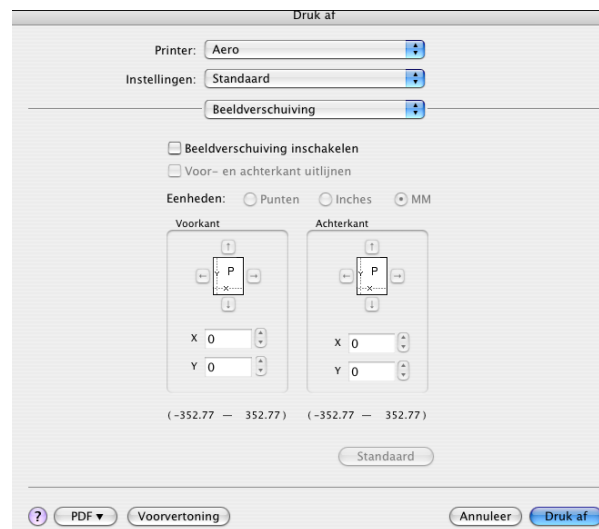 Druk af
Printer: Aero
Instellingen: Standaard
Beeldverschuiving
Beeldverschuiving inschakelen
Voor- en achterkant uitlijnen
Eenheden: Punten Inches MM
Voorkant Achterkant
P P
Y Y
X X
X 0 X 0
Y 0 Y 0
(-352.77 — 352.77) (-352.77 — 352.77)
Standaard
? PDF▼ Voorvertoning Annuleer Druk af